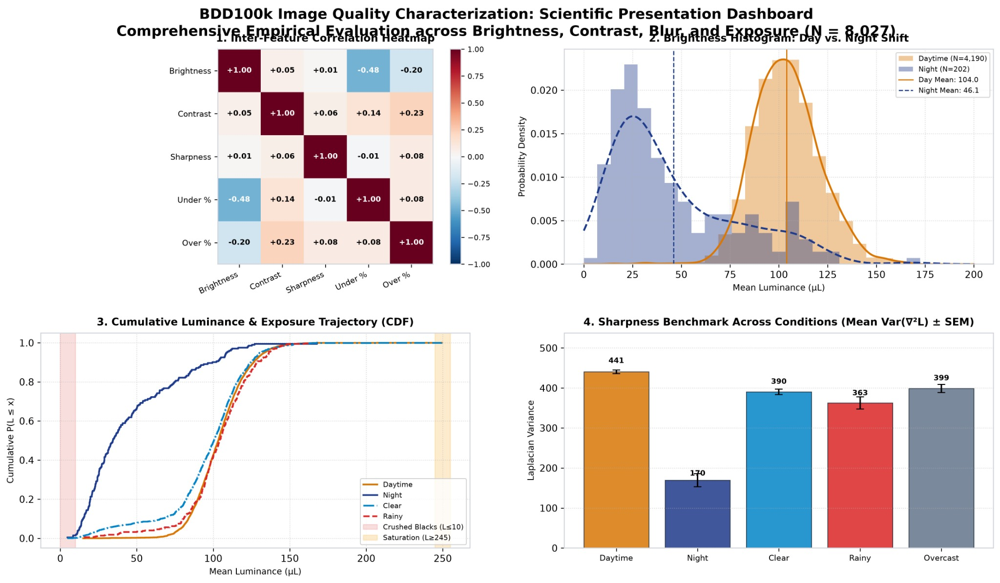 BDD100k Image Quality Characterization: Scientific Presentation Dashboard
Comprehensive Empirical Evaluation across Brightness, Contrast, Blur, and Exposure (N = 8,027)
1. Inter-Feature Correlation Heatmap
Brightness
Contrast
Sharpness
Under %
Over %
+1.00 +0.05 +0.01 -0.48 -0.20
+0.05 +1.00 +0.06 +0.14 +0.23
+0.01 +0.06 +1.00 -0.01 +0.08
-0.48 +0.14 -0.01 +1.00 +0.08
-0.20 +0.23 +0.08 +0.08 +1.00
Brightness Contrast Sharpness Under % Over %
1.00
0.75
0.50
0.25
0.00
−0.25
−0.50
−0.75
−1.00
2. Brightness Histogram: Day vs. Night Shift
Daytime (N=4,190)
Night (N=202)
Day Mean: 104.0
Night Mean: 46.1
Probability Density
0.020
0.015
0.010
0.005
0.000
0 25 50 75 100 125 150 175 200
Mean Luminance (μL)
3. Cumulative Luminance & Exposure Trajectory (CDF)
Cumulative P(L ≤ x)
1.0
0.8
0.6
0.4
0.2
0.0
Daytime
Night
Clear
Rainy
Crushed Blacks (L≤10)
Saturation (L≥245)
0 50 100 150 200 250
Mean Luminance (μL)
4. Sharpness Benchmark Across Conditions (Mean Var(∇²L) ± SEM)
Laplacian Variance
500
400
300
200
100
0
441
170
390
363
399
Daytime Night Clear Rainy Overcast